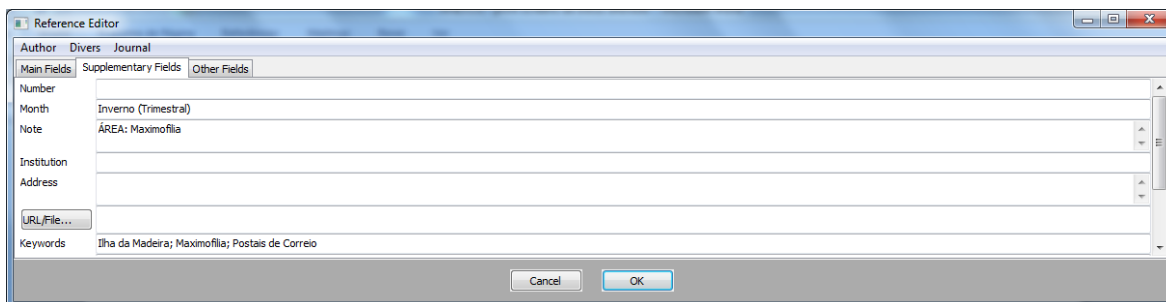 Reference Editor
Author Divers Journal
Main Fields Supplementary Fields Other Fields
Number
Month Inverno (Trimestral)
Note ÁREA: Maximofilia
Institution
Address
URL/File...
Keywords Ilha da Madeira; Maximofilia; Postais de Correio
Cancel OK